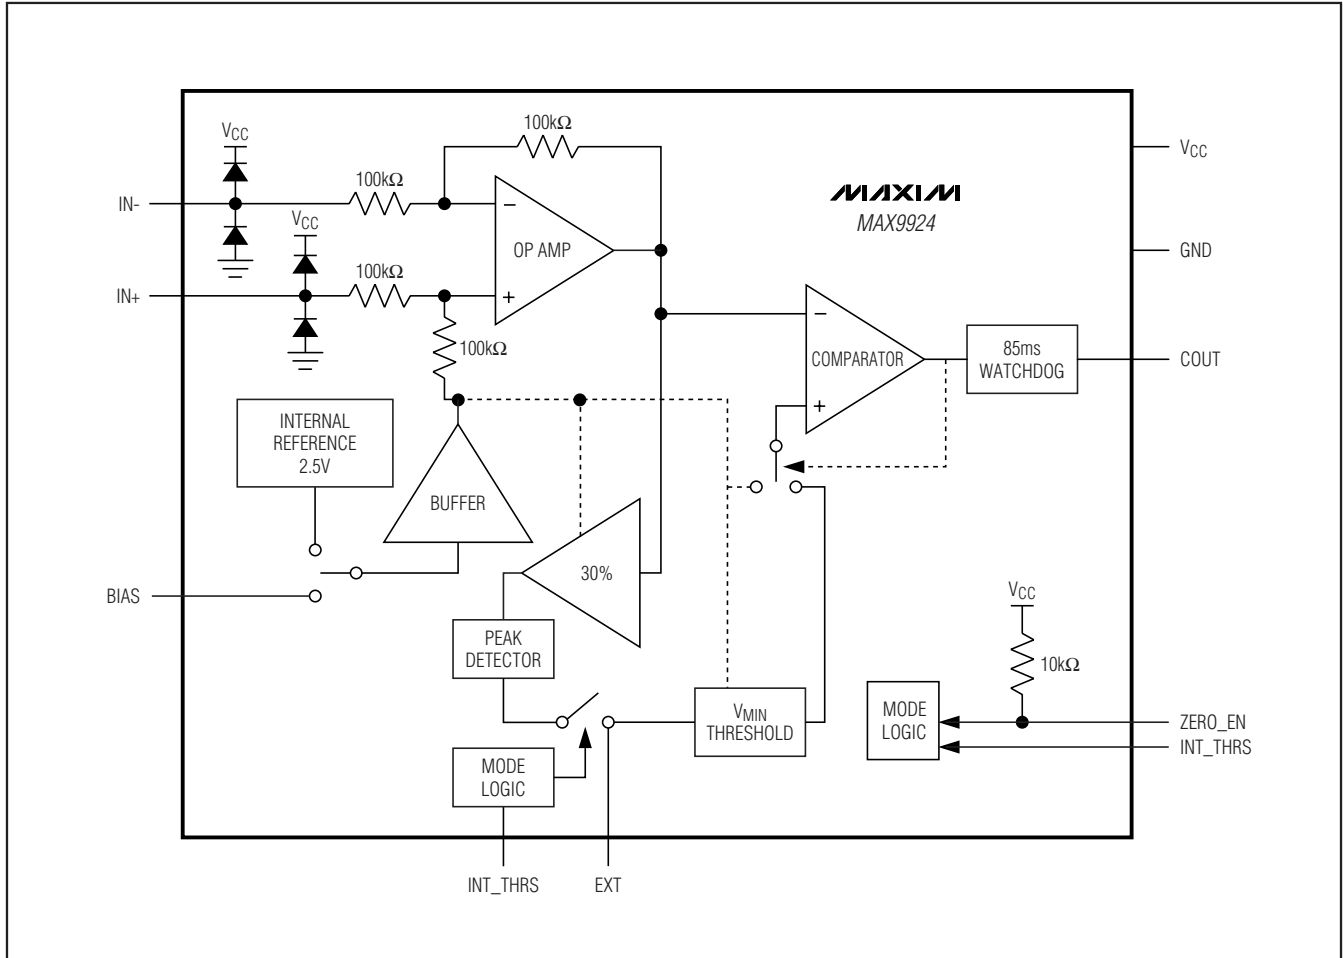 100kΩ
VCC
100kΩ
IN-
VCC
VCC
MAXIM
MAX9924
OP AMP
GND
100kΩ
IN+
100kΩ
COMPARATOR
85ms
WATCHDOG
COUT
INTERNAL
REFERENCE
2.5V
BUFFER
30%
BIAS
VCC
PEAK
DETECTOR
10kΩ
VMIN
THRESHOLD
MODE
LOGIC
ZERO_EN
INT_THRS
MODE
LOGIC
INT_THRS
EXT